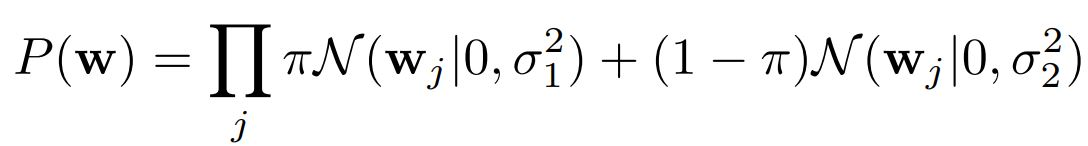 P(𝐰) = ∏_j π𝒩(𝐰_j|0, σ_1^2) + (1 − π)𝒩(𝐰_j|0, σ_2^2)